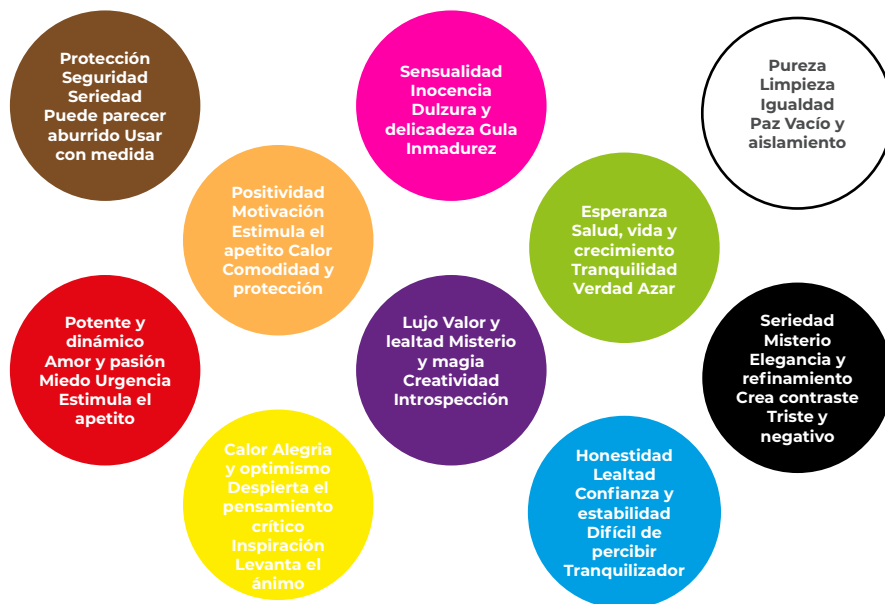 Protección
Seguridad
Seriedad
Puede parecer
aburrido Usar
con medida
Sensualidad
Inocencia
Dulzura y
delicadeza Gula
Inmadurez
Pureza
Limpieza
Igualdad
Paz Vacío y
aislamiento
Positividad
Motivación
Estimula el
apetito Calor
Comodidad y
protección
Esperanza
Salud, vida y
crecimiento
Tranquilidad
Verdad Azar
Potente y
dinámico
Amor y pasión
Miedo Urgencia
Estimula el
apetito
Lujo Valor y
lealtad Misterio
y magia
Creatividad
Introspección
Seriedad
Misterio
Elegancia y
refinamiento
Crea contraste
Triste y
negativo
Calor Alegria
y optimismo
Despierta el
pensamiento
crítico
Inspiración
Levanta el
ánimo
Honestidad
Lealtad
Confianza y
estabilidad
Difícil de
percibir
Tranquilizador